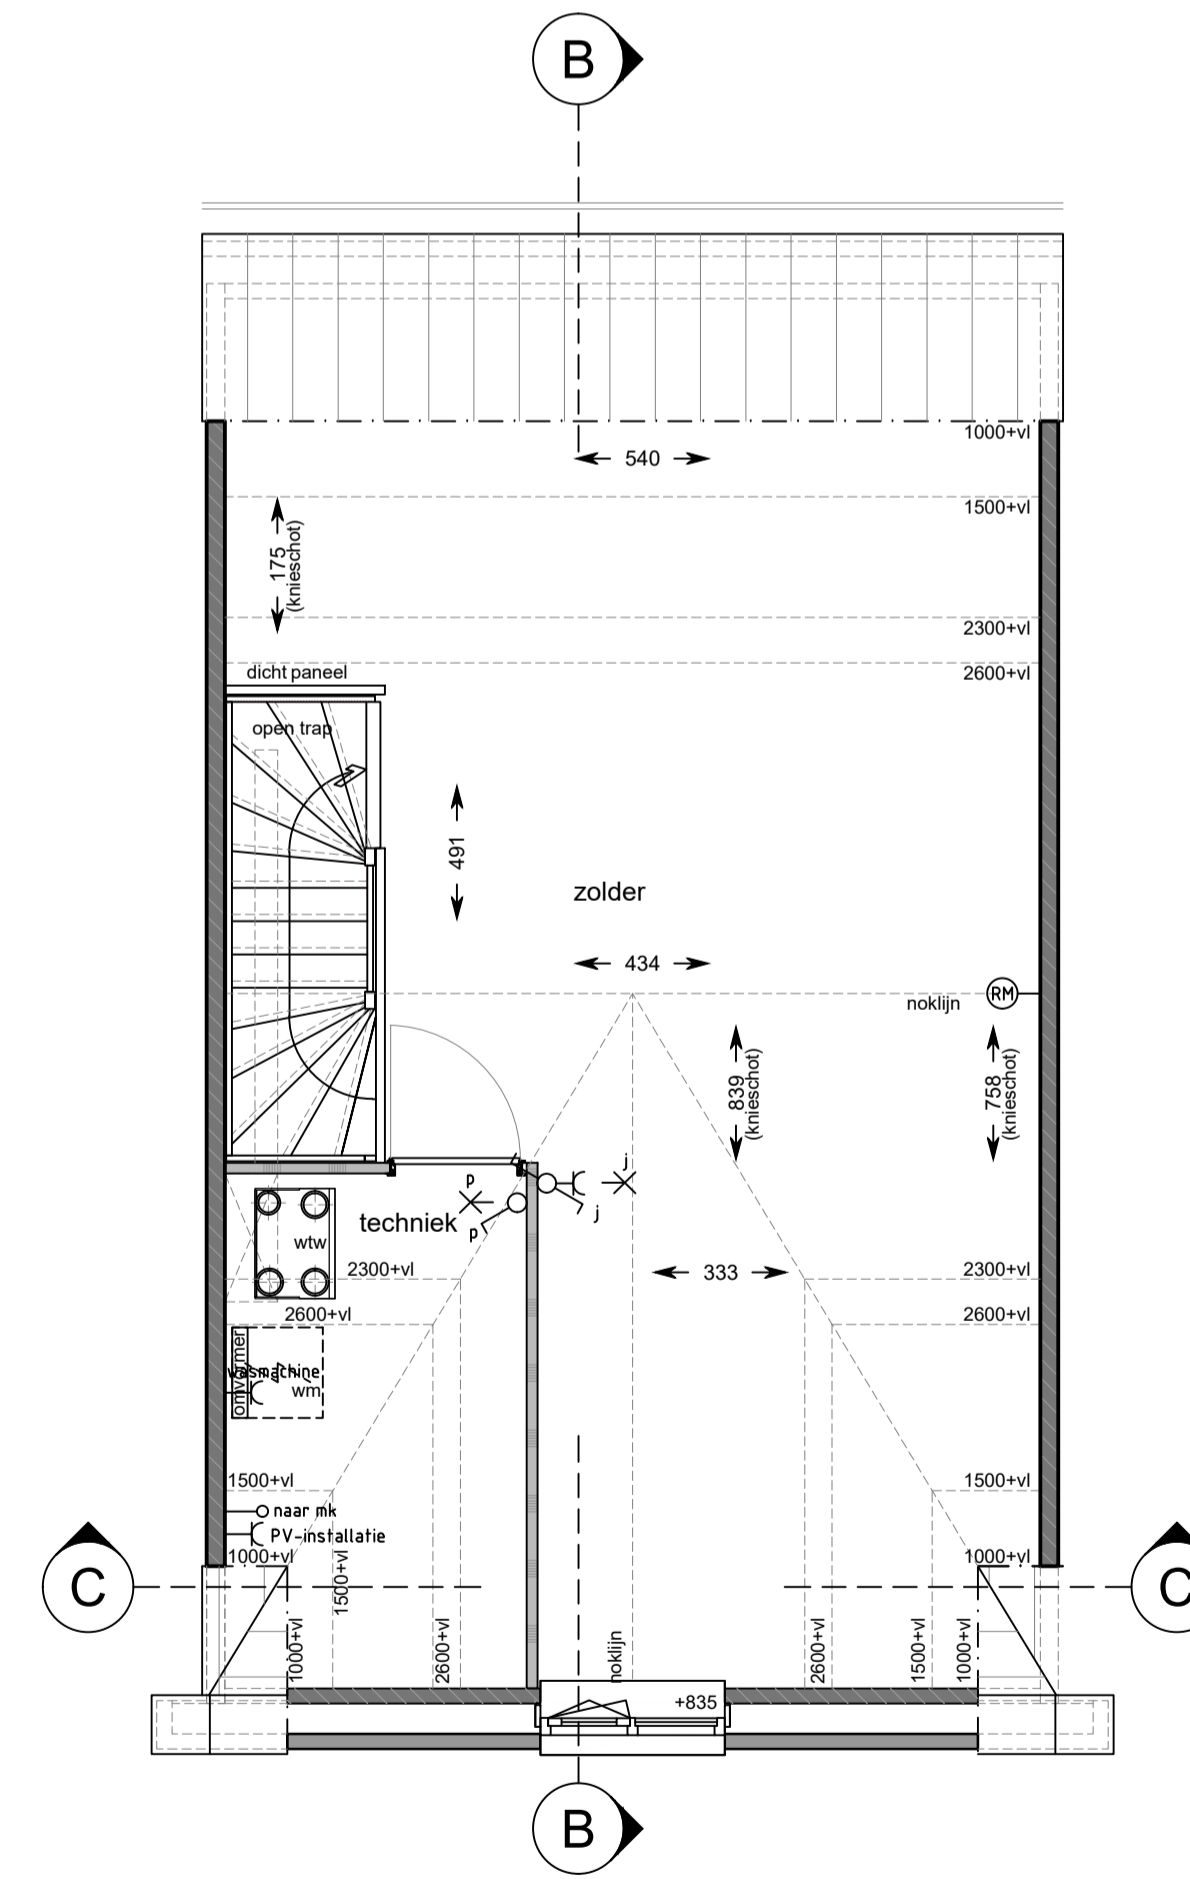 B
1000+vl
540
1500+vl
175
(knieschot)
2300+vl
2600+vl
dicht paneel
open trap
491
zolder
434
noklijn
RM
839
(knieschot)
758
(knieschot)
p
j
p
j
techniek
wtw
2300+vl
333
2300+vl
2600+vl
2600+vl
omvormer
wasmachine
wm
1500+vl
1500+vl
naar mk
PV-installatie
1000+vl
1000+vl
1500+vl
C
C
1000+vl
2600+vl
noklijn
2600+vl
1500+vl
1000+vl
+835
B